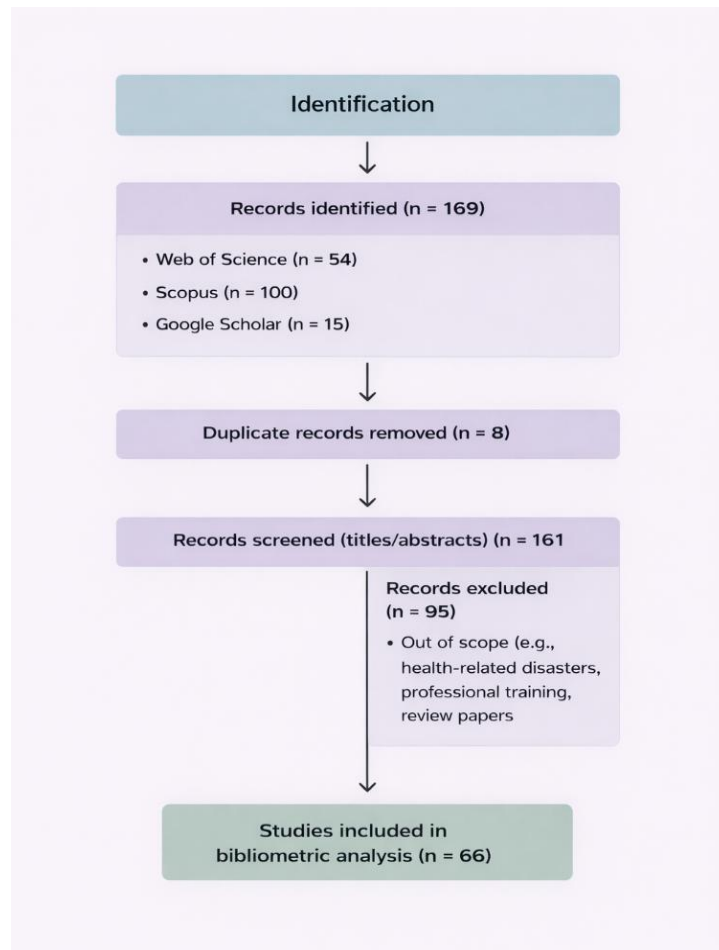 Identification
Records identified (n = 169)
• Web of Science (n = 54)
• Scopus (n = 100)
• Google Scholar (n = 15)
Duplicate records removed (n = 8)
Records screened (titles/abstracts) (n = 161
Records excluded
(n = 95)
• Out of scope (e.g.,
health-related disasters,
professional training,
review papers
Studies included in
bibliometric analysis (n = 66)